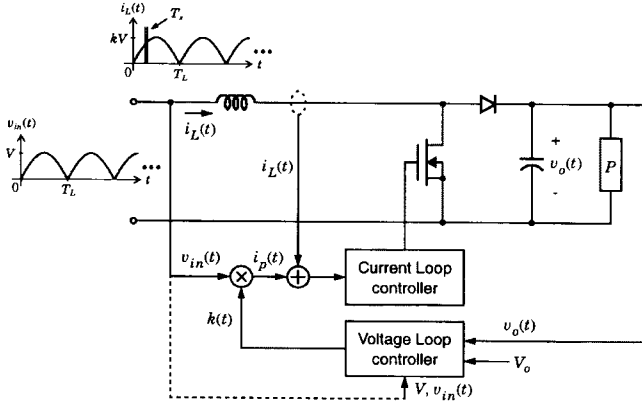 i_L(t)
T_s
kV
0
T_L
t
v_in(t)
V
0
T_L
t
i_L(t)
i_L(t)
+
v_o(t)
-
P
v_in(t)
i_p(t)
×
+
Current Loop
controller
k(t)
Voltage Loop
controller
v_o(t)
V_o
V, v_in(t)